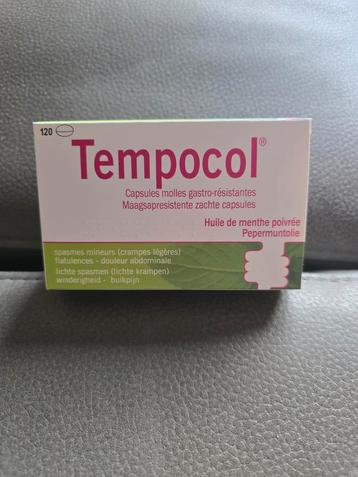 120
Tempocol®
Capsules molles gastro-résistantes
Maagsapresistente zachte capsules
Huile de menthe poivrée
Pepermuntolie
spasmes mineurs (crampes légères)
flatulences - douleur abdominale
lichte spasmen (lichte krampen)
winderigheid - buikpijn